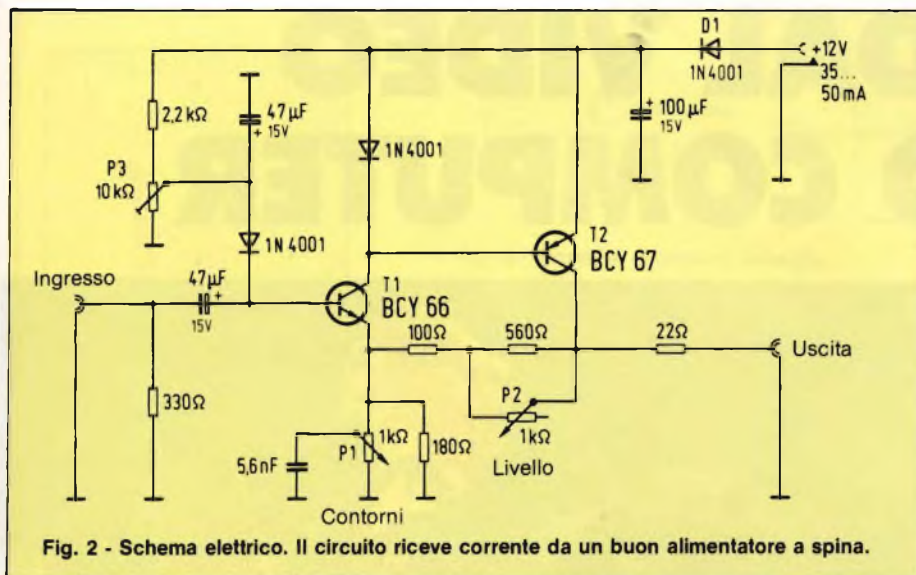 D1
+12V
1N4001
35...
50mA
2,2kΩ
47µF
+ 15V
+ 100µF
15V
1N4001
P3
10kΩ
1N4001
T2
BCY 67
Ingresso
47µF
+
15V
T1
BCY 66
100Ω
560Ω
22Ω
Uscita
330Ω
P2
1kΩ
Livello
5,6nF
P1
1kΩ
180Ω
Contorni
Fig. 2 - Schema elettrico. Il circuito riceve corrente da un buon alimentatore a spina.